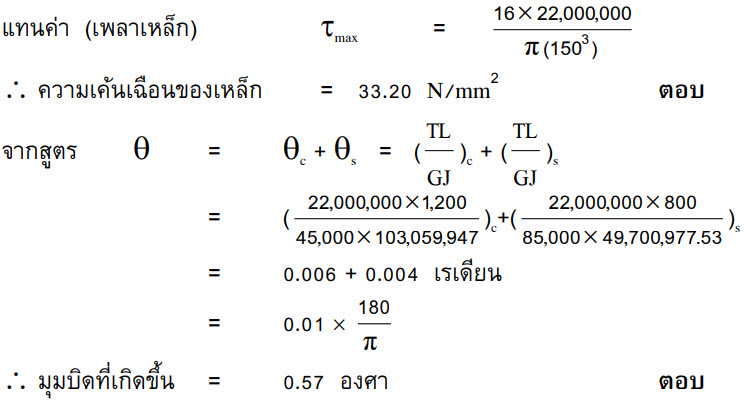 แทนค่า (เพลาเหล็ก) τmax = 16×22,000,000 / π(150³)
∴ ความเค้นเฉือนของเหล็ก = 33.20 N/mm² ตอบ
จากสูตร θ = θc + θs = (TL/GJ)c + (TL/GJ)s
= (22,000,000×1,200 / 45,000×103,059,947)c+(22,000,000×800 / 85,000×49,700,977.53)s
= 0.006 + 0.004 เรเดียน
= 0.01 × 180/π
∴ มุมบิดที่เกิดขึ้น = 0.57 องศา ตอบ